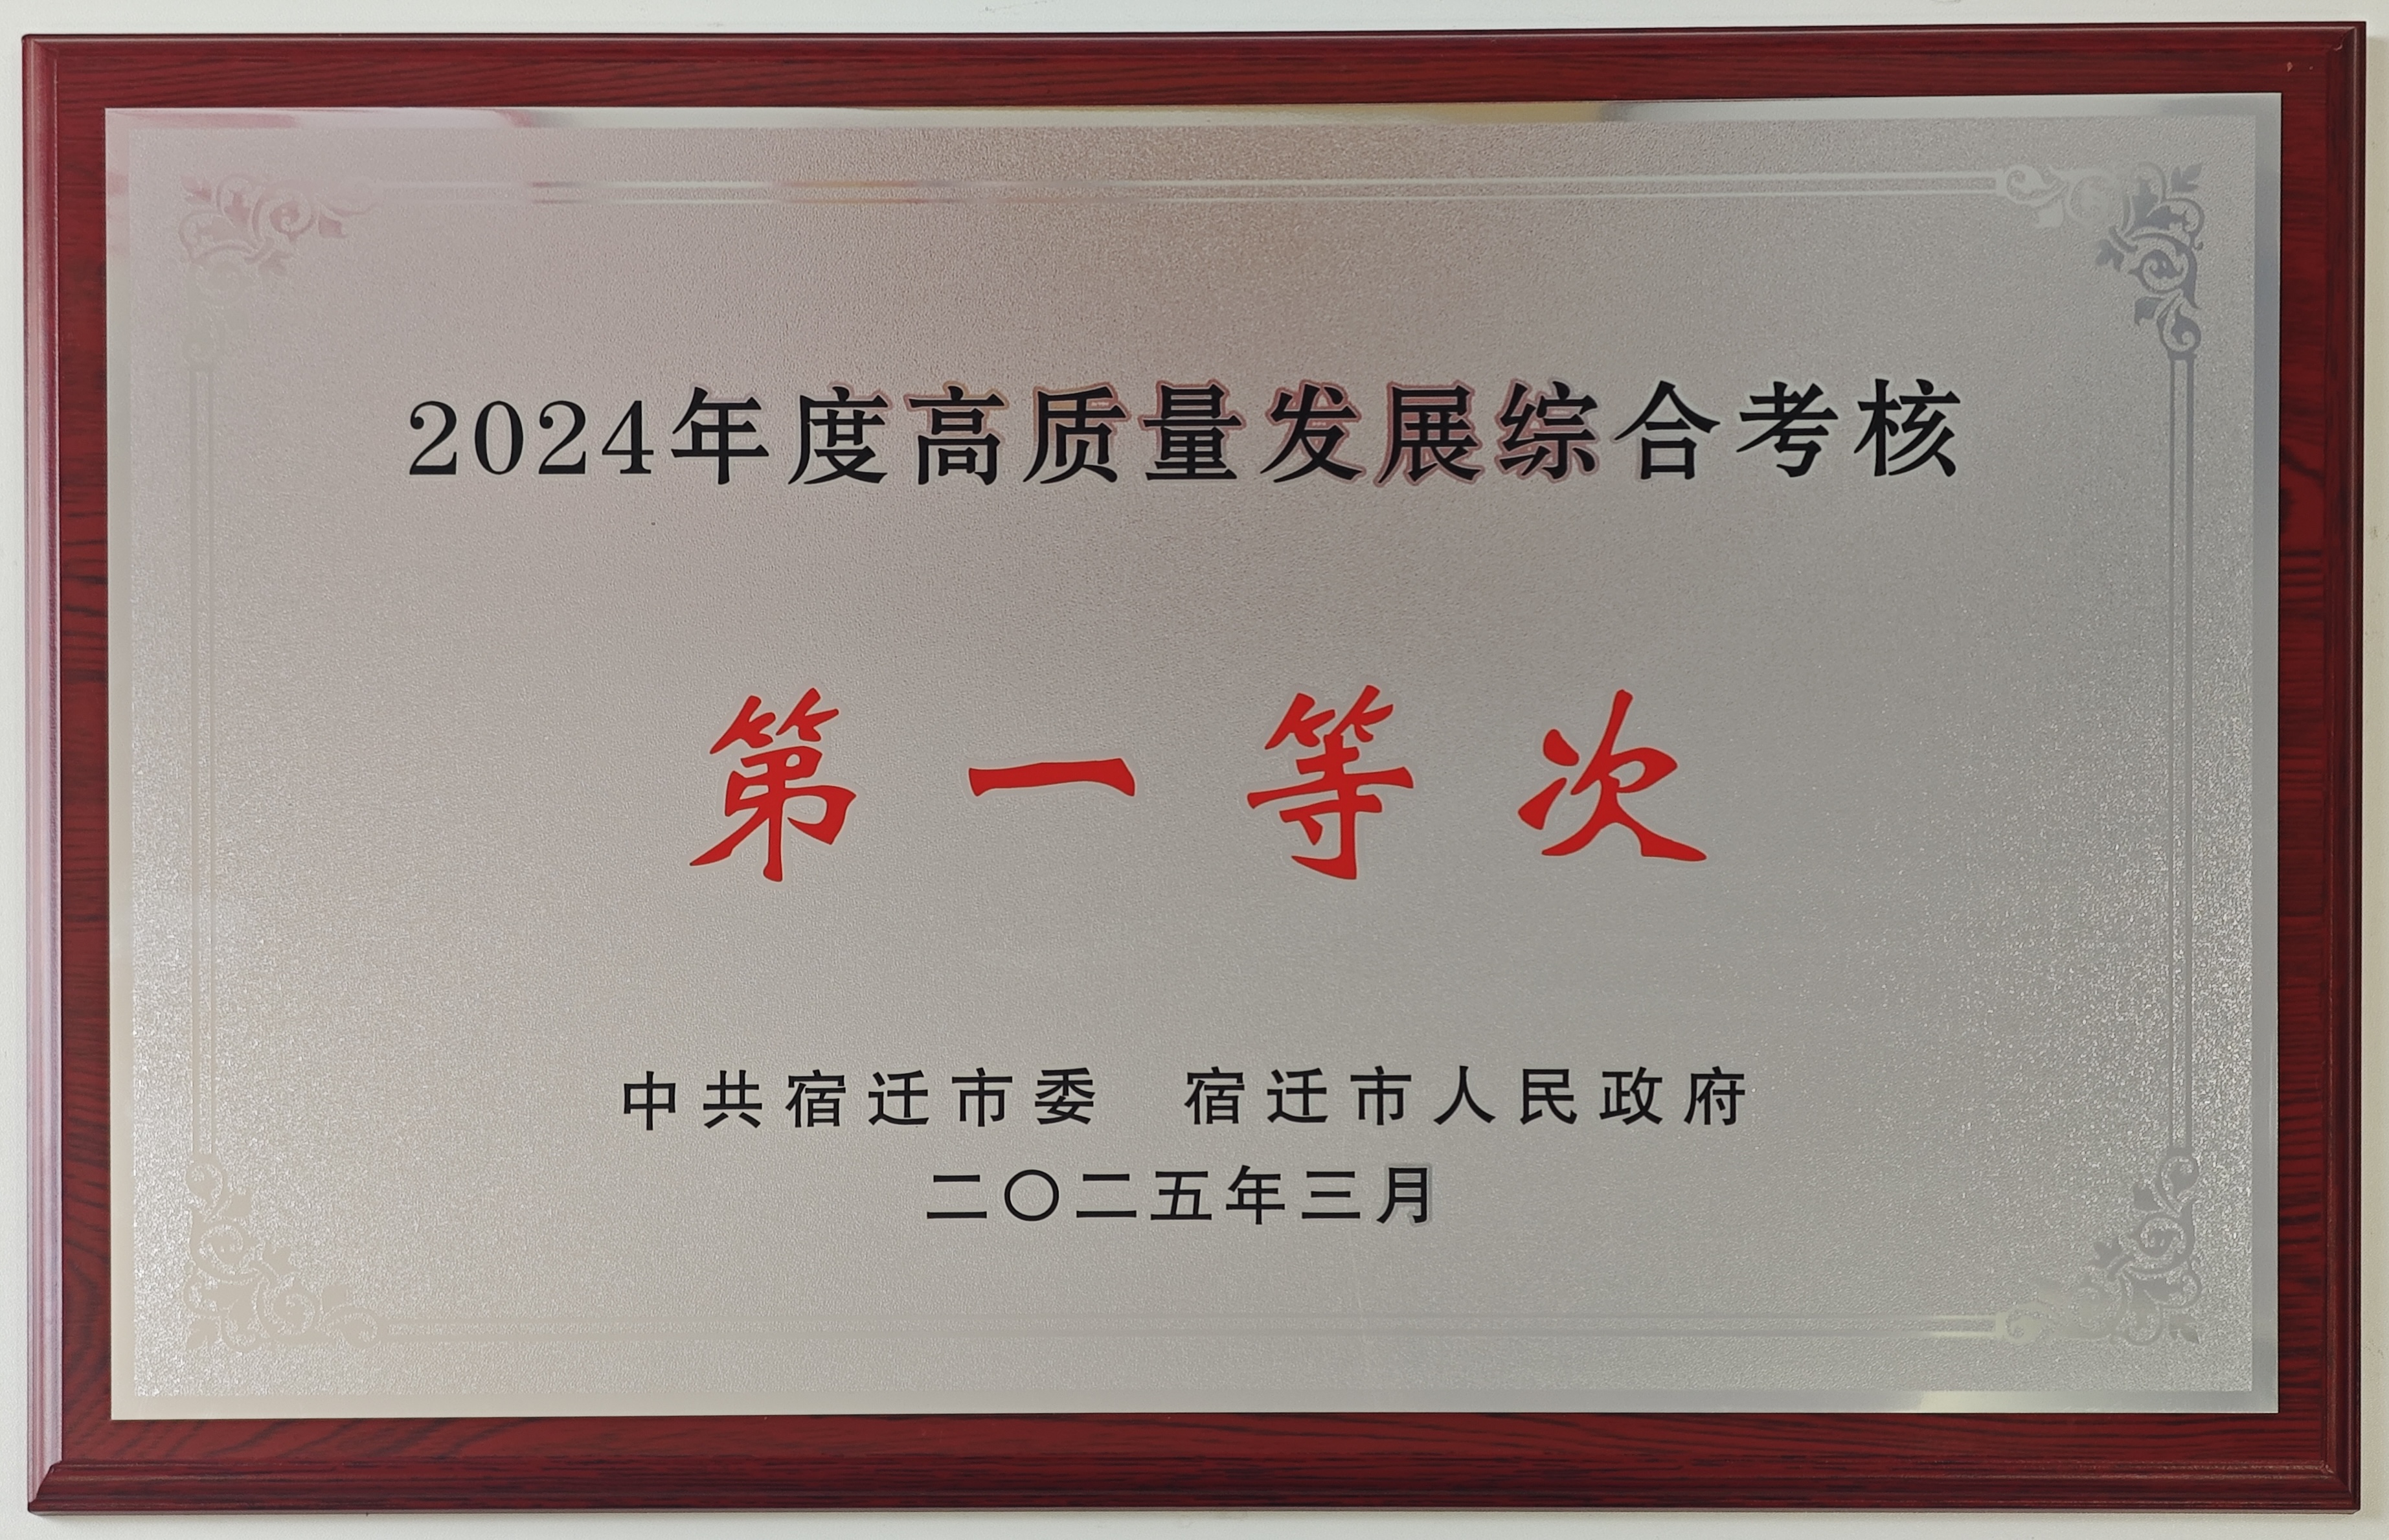 2024年度高质量发展综合考核
第一等次
中共宿迁市委 宿迁市人民政府
二〇二五年三月